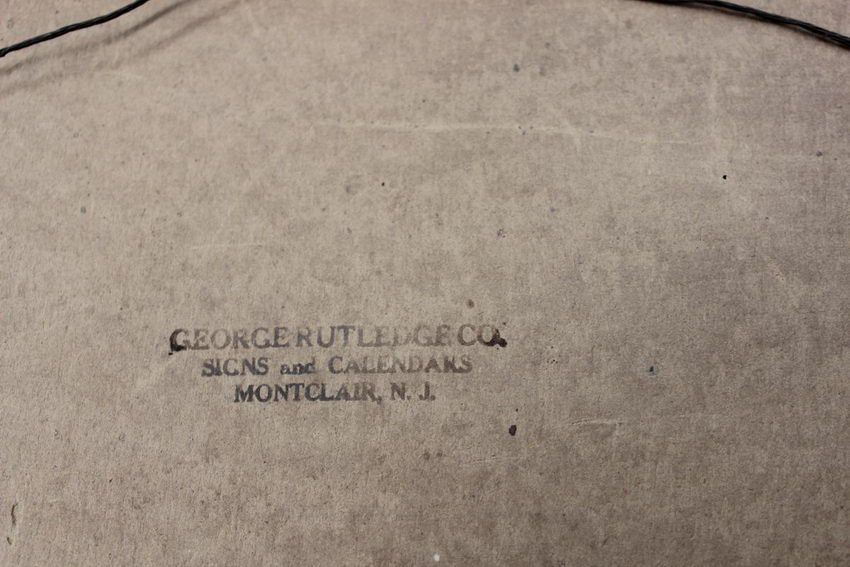 GEORGE RUTLEDGE CO.
SIGNS and CALENDARS
MONTCLAIR, N. J.